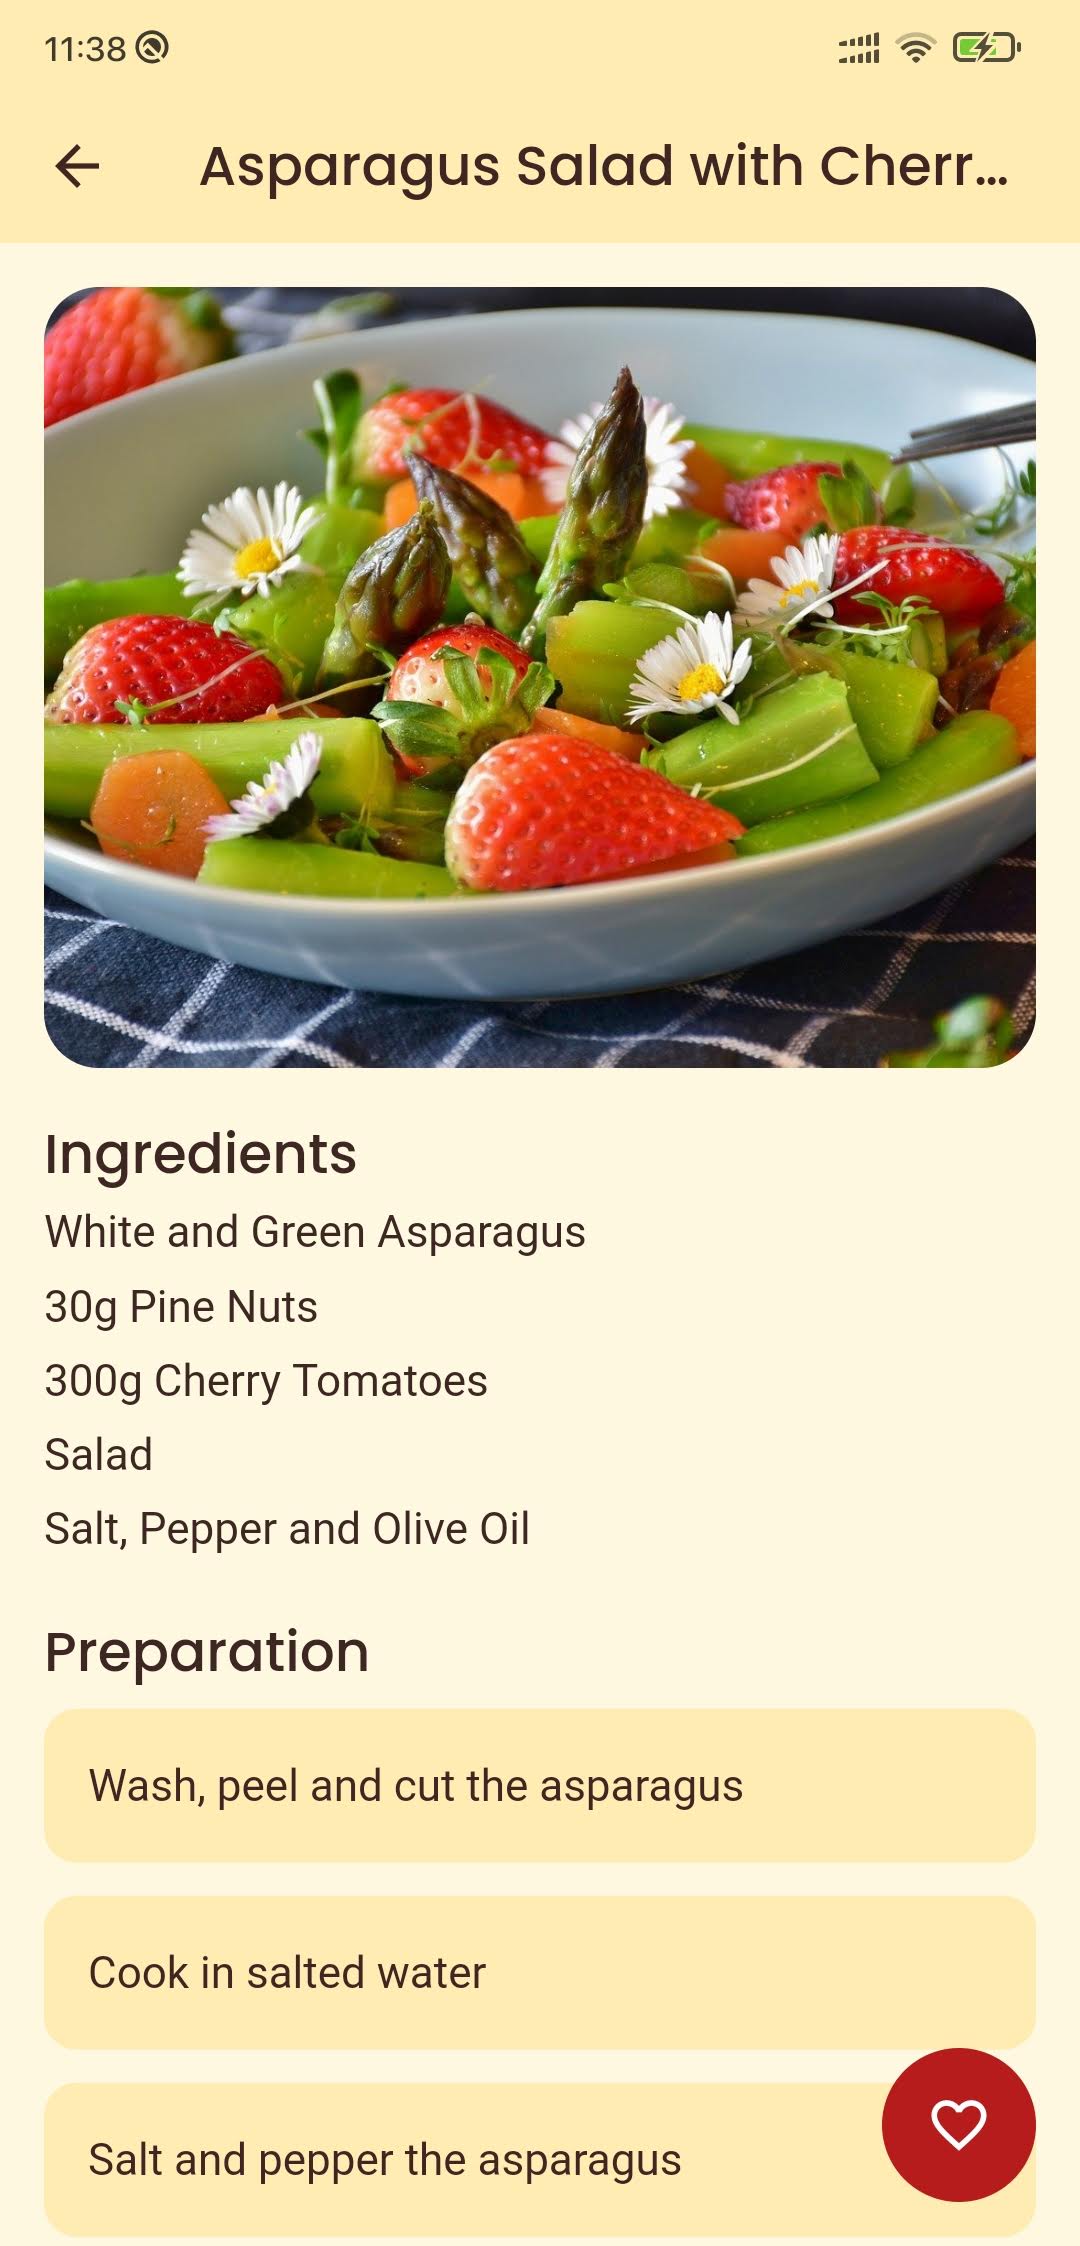 11:38
Asparagus Salad with Cherr...
Ingredients
White and Green Asparagus
30g Pine Nuts
300g Cherry Tomatoes
Salad
Salt, Pepper and Olive Oil
Preparation
Wash, peel and cut the asparagus
Cook in salted water
Salt and pepper the asparagus